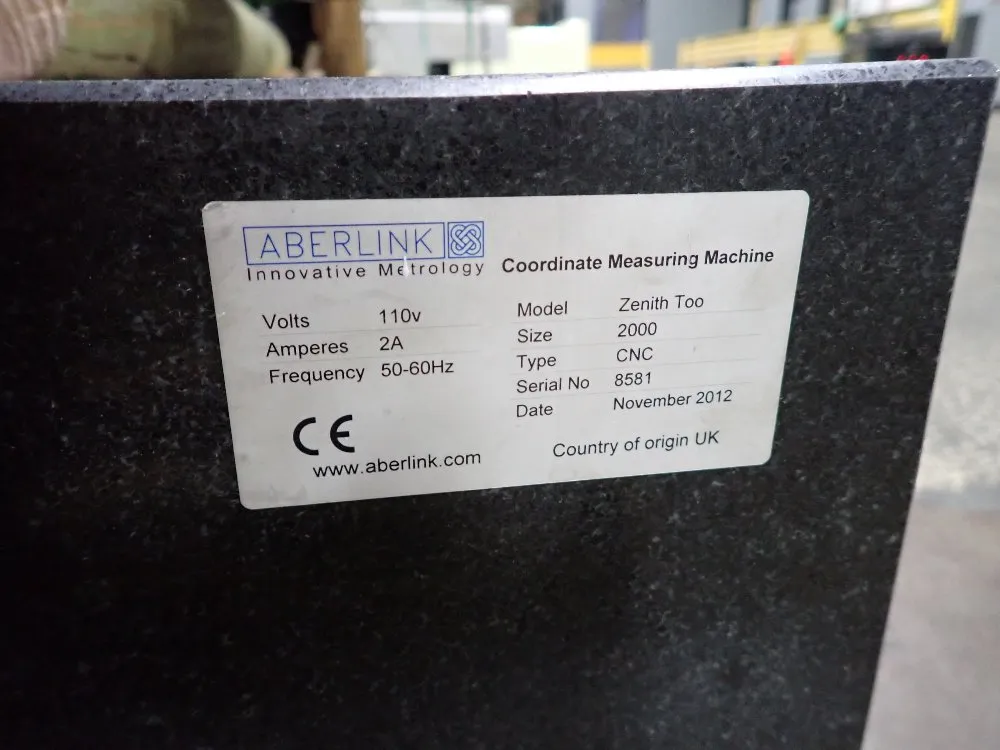 ABERLINK
Innovative Metrology
Coordinate Measuring Machine
Volts 110v
Amperes 2A
Frequency 50-60Hz
Model Zenith Too
Size 2000
Type CNC
Serial No 8581
Date November 2012
CE
www.aberlink.com
Country of origin UK